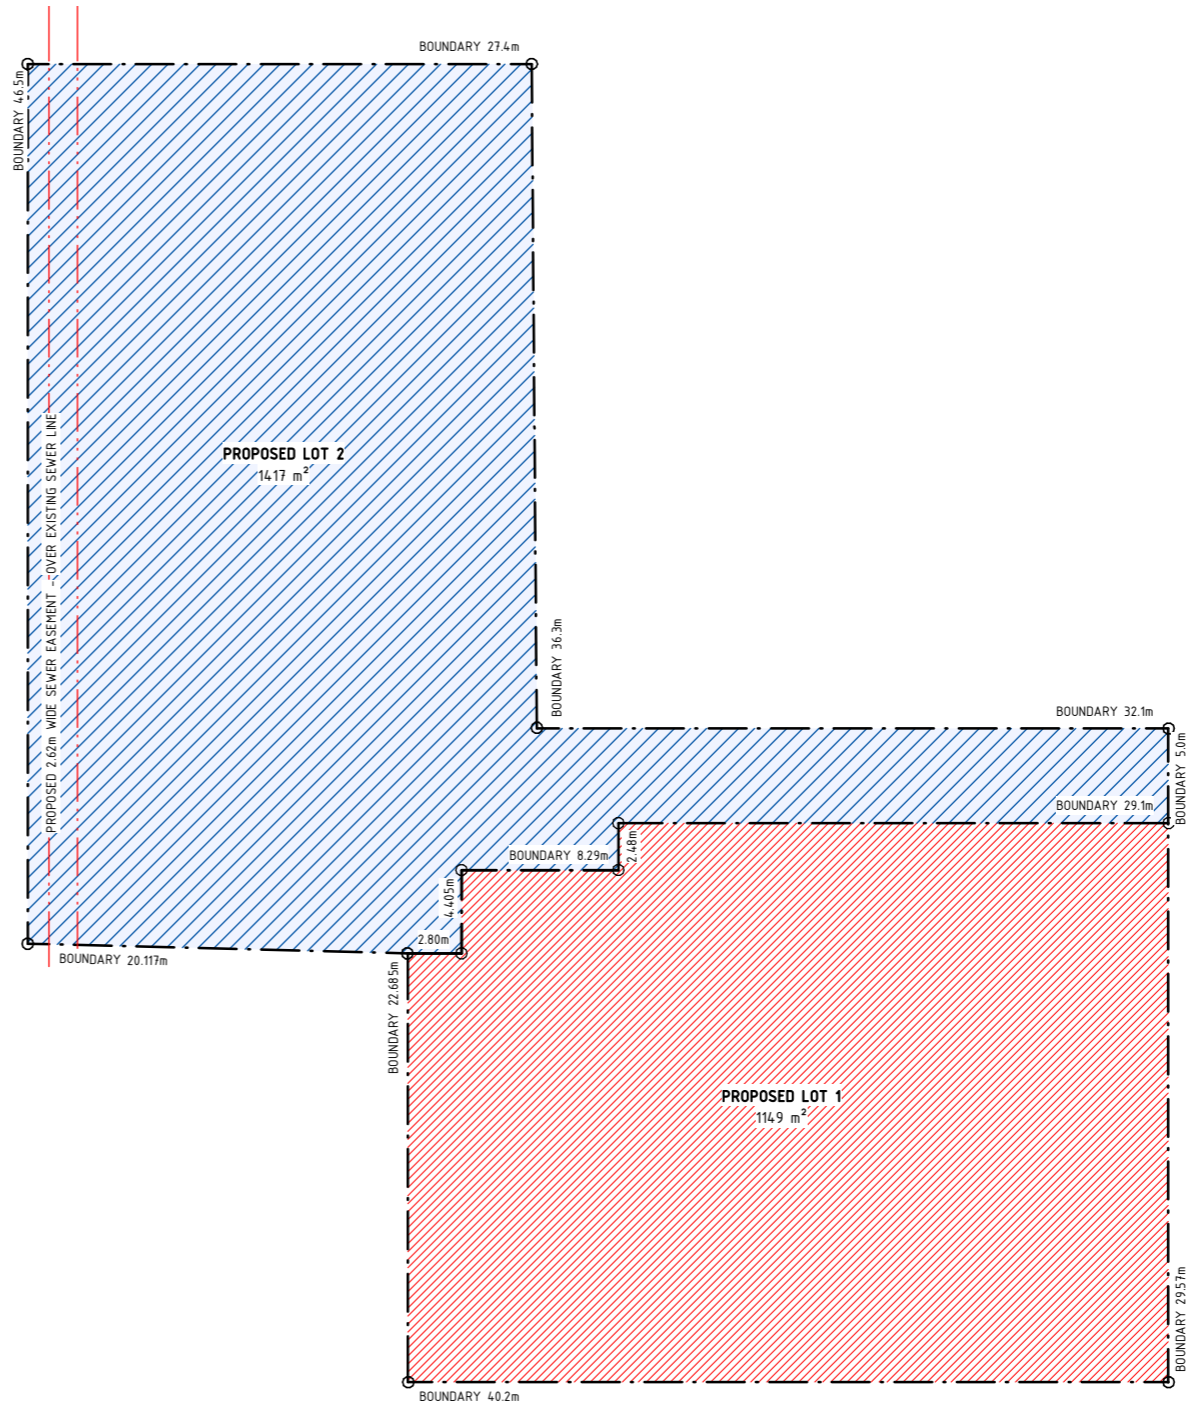 BOUNDARY 27.4m
BOUNDARY 46.5m
PROPOSED LOT 2
1417 m²
PROPOSED 2.62m WIDE SEWER EASEMENT - OVER EXISTING SEWER LINE
BOUNDARY 36.3m
BOUNDARY 32.1m
BOUNDARY 5.0m
BOUNDARY 29.1m
BOUNDARY 8.29m
2.48m
4.405m
2.80m
BOUNDARY 20.117m
BOUNDARY 22.685m
PROPOSED LOT 1
1149 m²
BOUNDARY 29.57m
BOUNDARY 40.2m